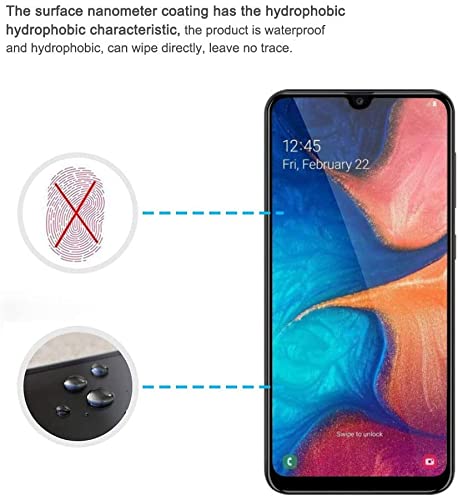 The surface nanometer coating has the hydrophobic
hydrophobic characteristic, the product is waterproof
and hydrophobic, can wipe directly, leave no trace.
12:45
Fri, February 22
Swipe to unlock